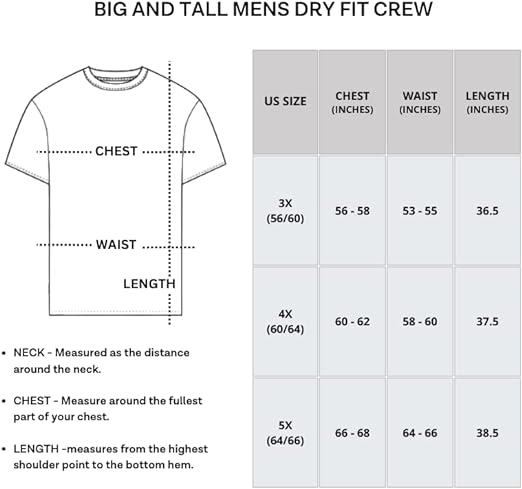 BIG AND TALL MENS DRY FIT CREW
CHEST
WAIST
LENGTH
• NECK - Measured as the distance
around the neck.
• CHEST - Measure around the fullest
part of your chest.
• LENGTH -measures from the highest
shoulder point to the bottom hem.
US SIZE CHEST (INCHES) WAIST (INCHES) LENGTH (INCHES)
3X (56/60) 56 - 58 53 - 55 36.5
4X (60/64) 60 - 62 58 - 60 37.5
5X (64/66) 66 - 68 64 - 66 38.5